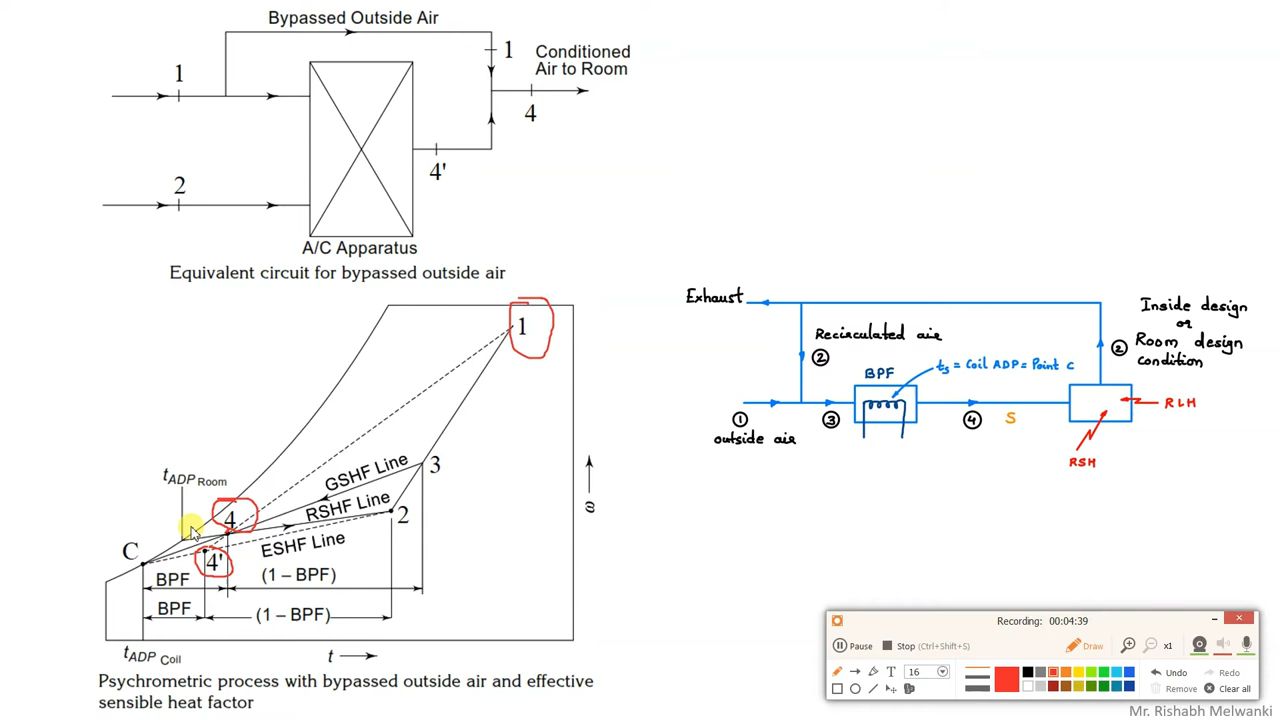 Bypassed Outside Air
1
Conditioned
Air to Room
1
4
4'
2
A/C Apparatus
Equivalent circuit for bypassed outside air
1
tADP Room
GSHF Line
3
RSHF Line
4
2
ω
ESHF Line
C
4'
BPF
(1 – BPF)
BPF
(1 – BPF)
tADP Coil
t
Psychrometric process with bypassed outside air and effective
sensible heat factor
Exhaust
Inside design
or
Room design
condition
Recirculated air
2
2
ts = Coil ADP = Point C
BPF
RLH
1
3
4
S
outside air
RSH
Recording: 00:04:39
Pause
Stop (Ctrl+Shift+S)
Draw
x1
T
16
Undo
Redo
Remove
Clear all
Mr. Rishabh Melwanki